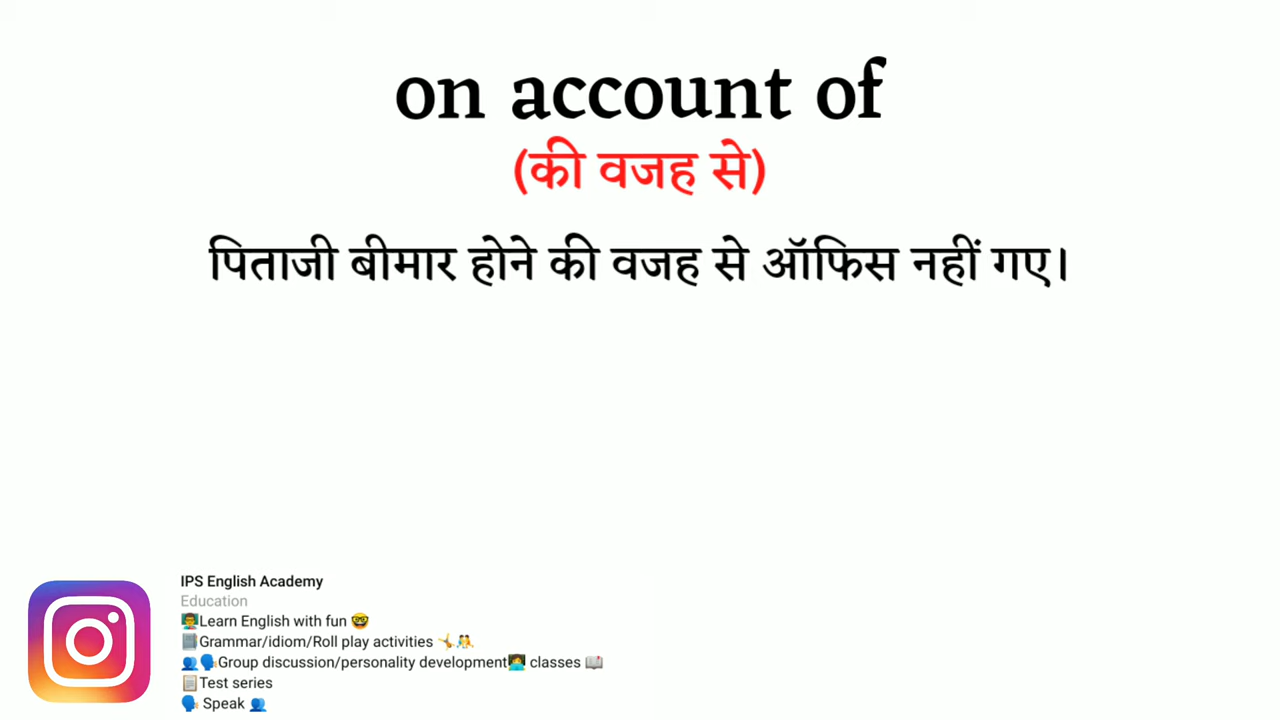 on account of
(की वजह से)
पिताजी बीमार होने की वजह से ऑफिस नहीं गए।
IPS English Academy
Education
👨‍🏫Learn English with fun 🤓
📘Grammar/idiom/Roll play activities 🤸🤼
👥🗣️Group discussion/personality development👩‍💻 classes 📖
📋Test series
🗣️ Speak 👥